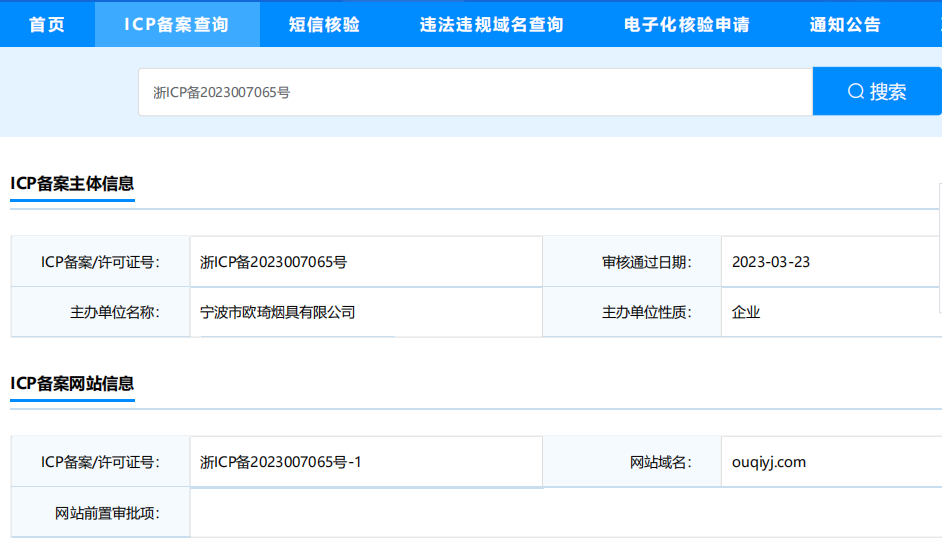 首页 ICP备案查询 短信核验 违法违规域名查询 电子化核验申请 通知公告
浙ICP备2023007065号 搜索
ICP备案主体信息
ICP备案/许可证号： 浙ICP备2023007065号 审核通过日期： 2023-03-23
主办单位名称： 宁波市欧琦烟具有限公司 主办单位性质： 企业
ICP备案网站信息
ICP备案/许可证号： 浙ICP备2023007065号-1 网站域名： ouqiyj.com
网站前置审批项：